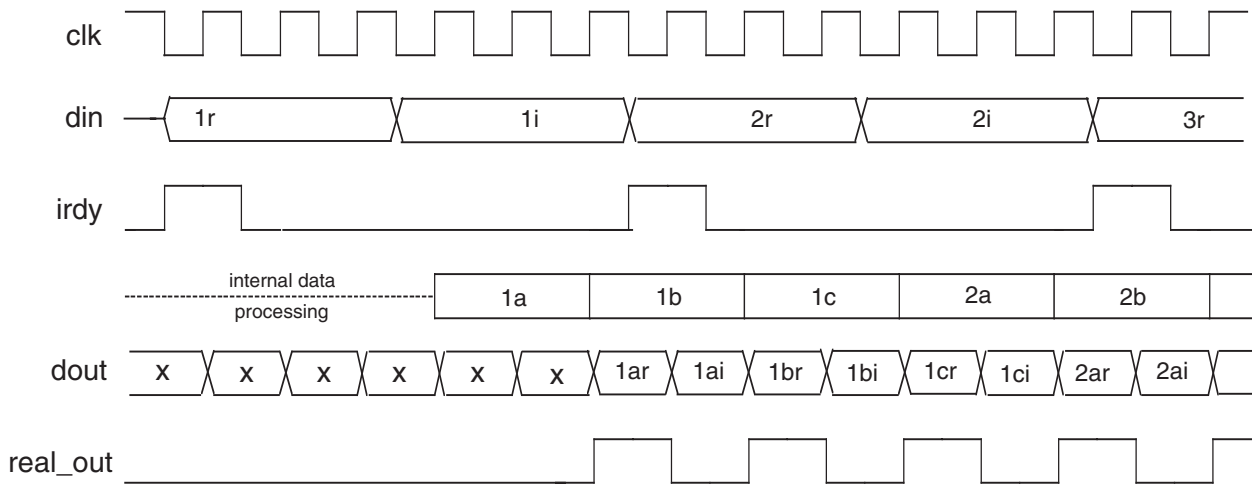 clk
din 1r 1i 2r 2i 3r
irdy
internal data
processing
1a 1b 1c 2a 2b
dout x x x x x x 1ar 1ai 1br 1bi 1cr 1ci 2ar 2ai
real_out